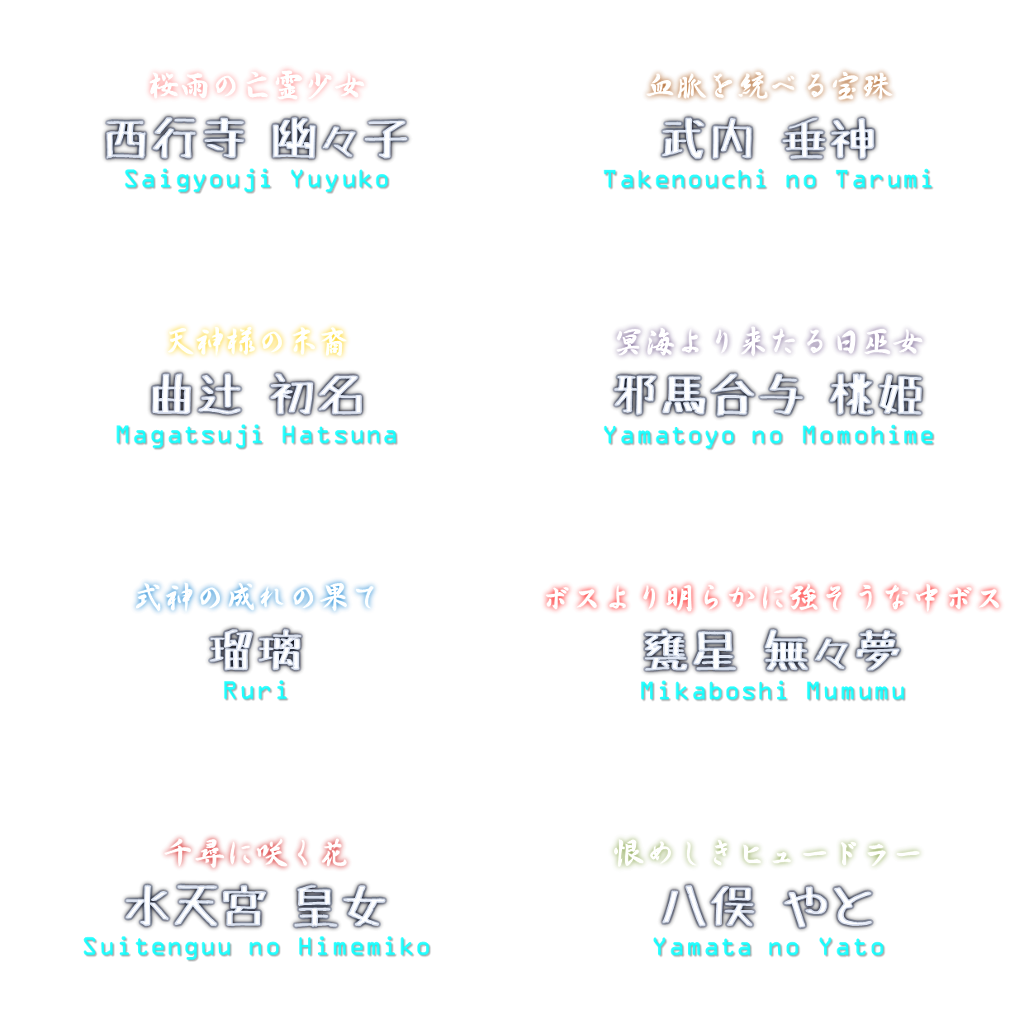 桜雨の亡霊少女
西行寺 幽々子
Saigyouji Yuyuko
血脈を統べる宝珠
武内 垂神
Takenouchi no Tarumi
天神様の末裔
曲辻 初名
Magatsuji Hatsuna
冥海より来たる日巫女
邪馬台与 桃姫
Yamatoyo no Momohime
式神の成れの果て
瑠璃
Ruri
ボスより明らかに強そうな中ボス
甕星 無々夢
Mikaboshi Mumumu
千尋に咲く花
水天宮 皇女
Suitenguu no Himemiko
恨めしきヒュードラー
八俣 やと
Yamata no Yato